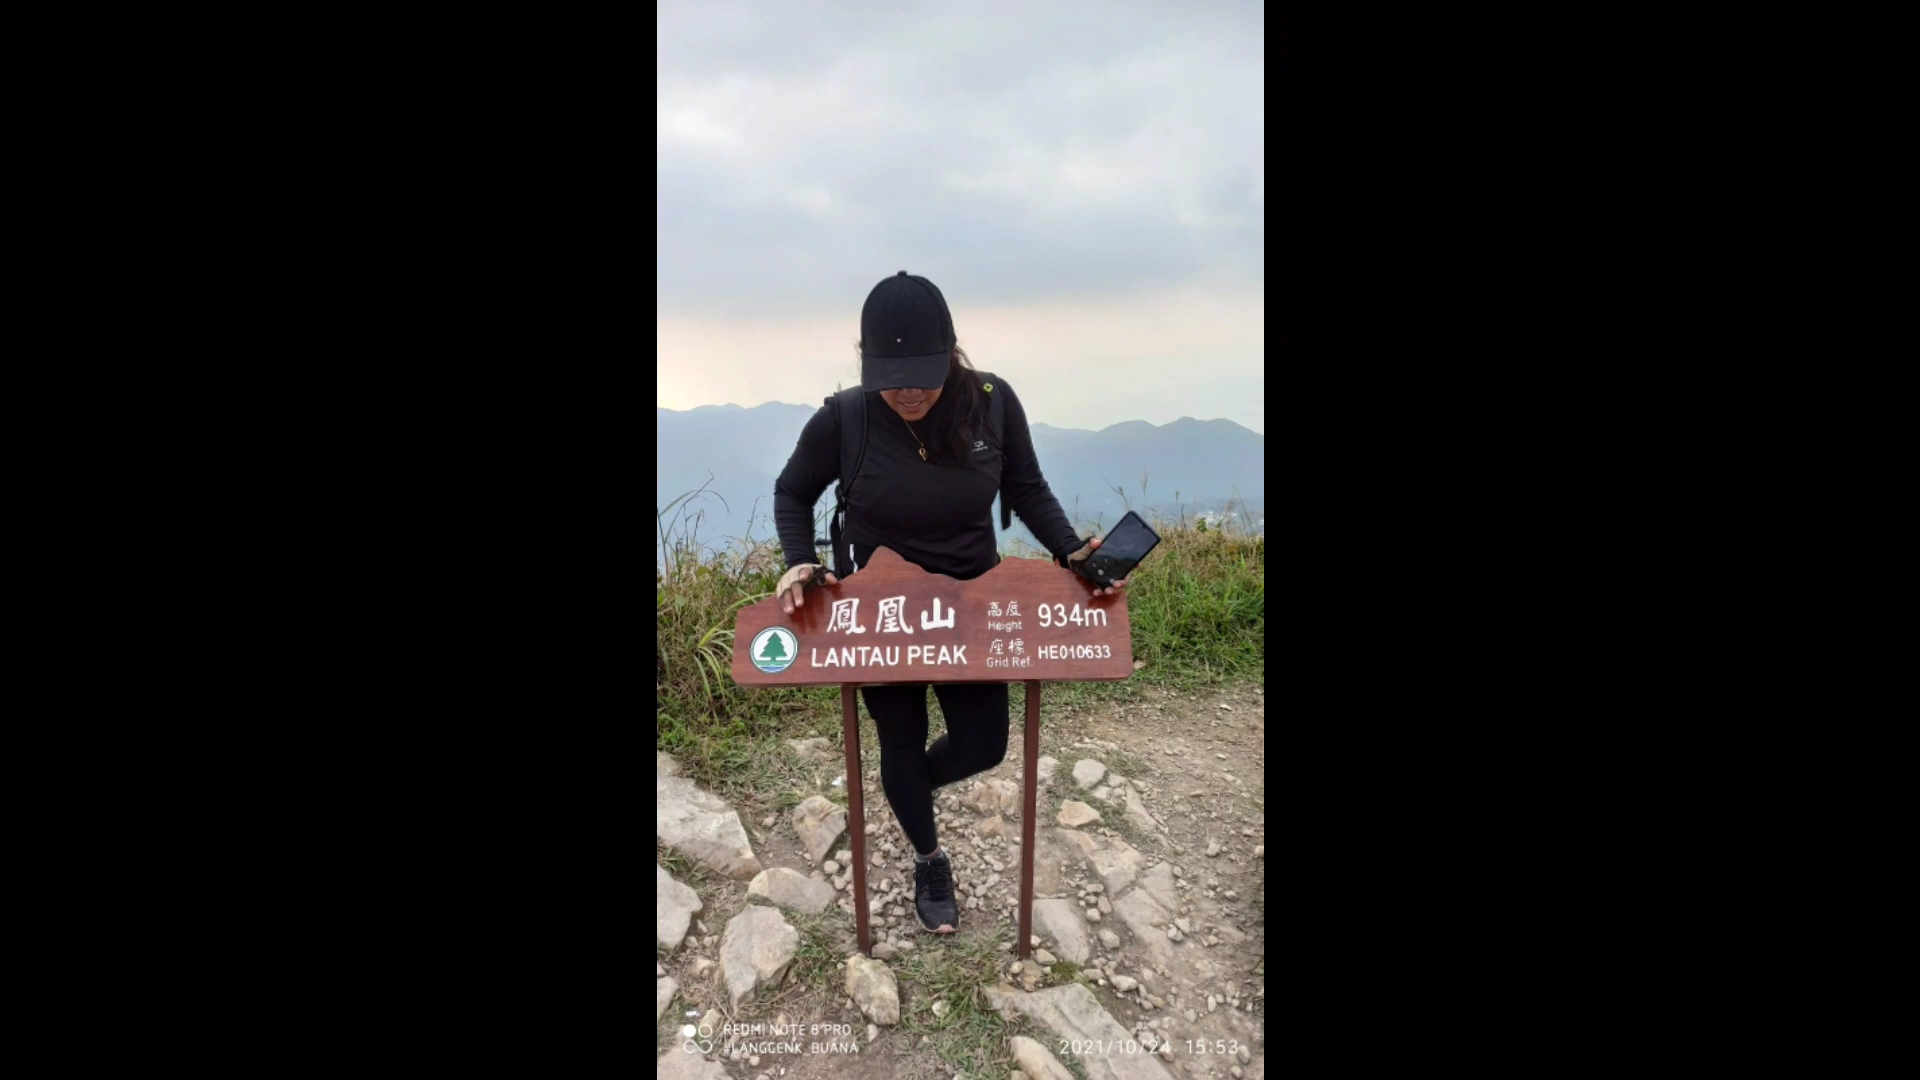 鳳凰山
LANTAU PEAK
高度
Height
934m
座標
Grid Ref.
HE010633
REDMI NOTE 8 PRO
#LANGGENK_BUANA
2021/10/24 15:53